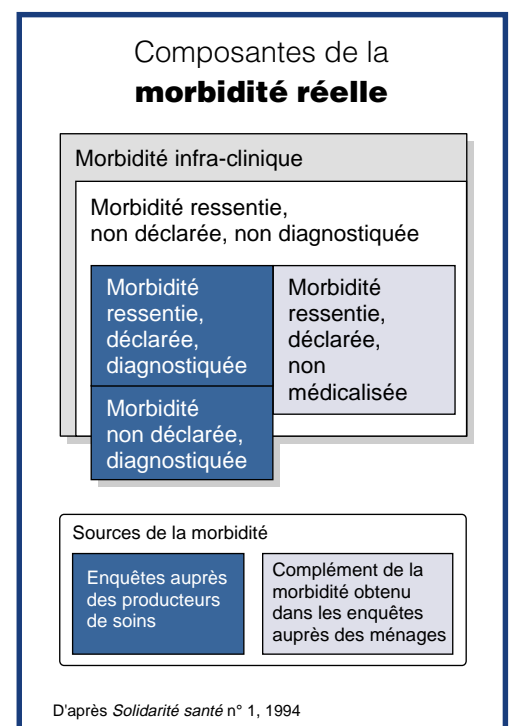 Composantes de la
morbidité réelle
Morbidité infra-clinique
Morbidité ressentie,
non déclarée, non diagnostiquée
Morbidité
ressentie,
déclarée,
diagnostiquée
Morbidité
ressentie,
déclarée,
non
médicalisée
Morbidité
non déclarée,
diagnostiquée
Sources de la morbidité
Enquêtes auprès
des producteurs
de soins
Complément de la
morbidité obtenu
dans les enquêtes
auprès des ménages
D'après Solidarité santé n° 1, 1994